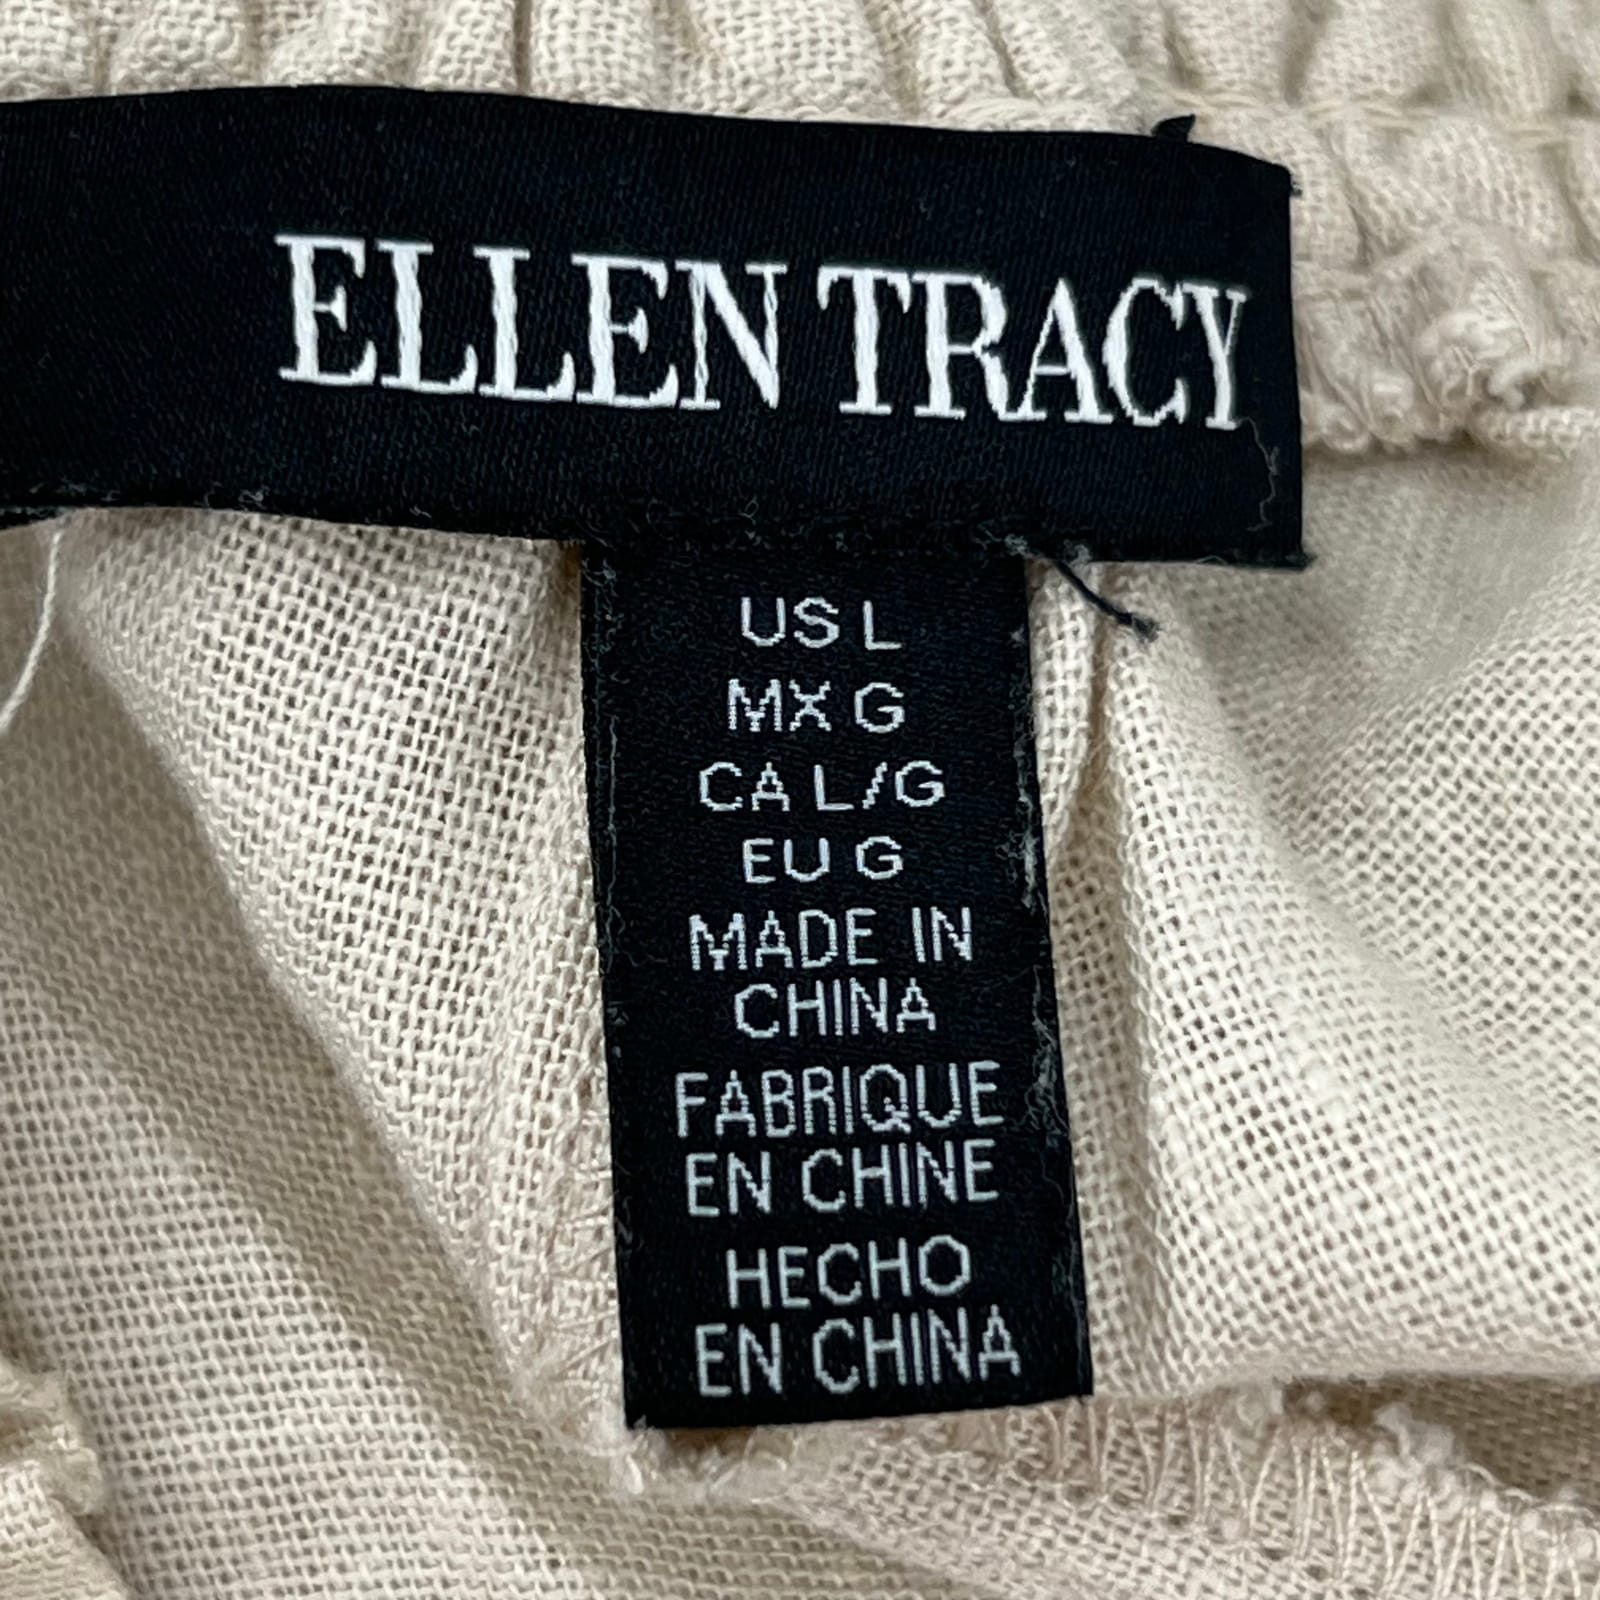 ELLEN TRACY
US L
MX G
CA L/G
EU G
MADE IN
CHINA
FABRIQUE
EN CHINE
HECHO
EN CHINA